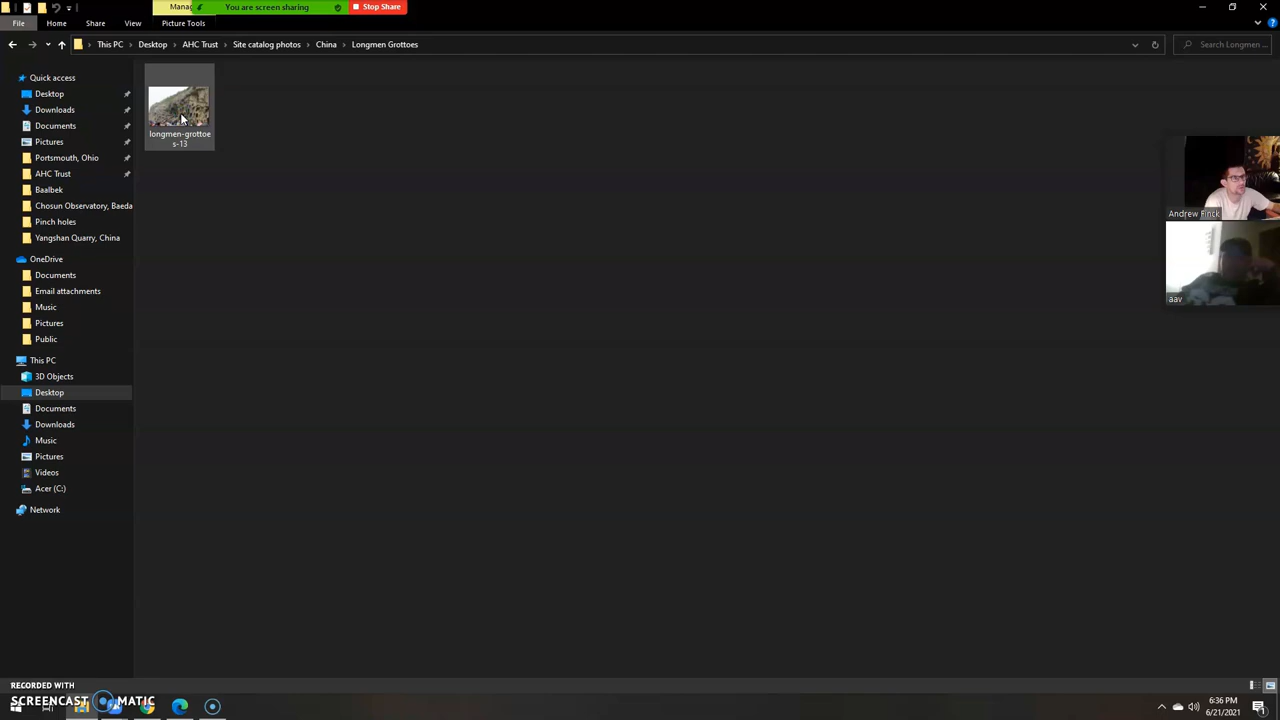 Manag
You are screen sharing
Stop Share
File
Home
Share
View
Picture Tools
This PC
Desktop
AHC Trust
Site catalog photos
China
Longmen Grottoes
Search Longmen ...
Quick access
Desktop
Downloads
Documents
Pictures
Portsmouth, Ohio
AHC Trust
Baalbek
Chosun Observatory, Baeda
Pinch holes
Yangshan Quarry, China
OneDrive
Documents
Email attachments
Music
Pictures
Public
This PC
3D Objects
Desktop
Documents
Downloads
Music
Pictures
Videos
Acer (C:)
Network
longmen-grottoe
s-13
Andrew Finck
aav
RECORDED WITH
SCREENCAST MATIC
6:36 PM
6/21/2021